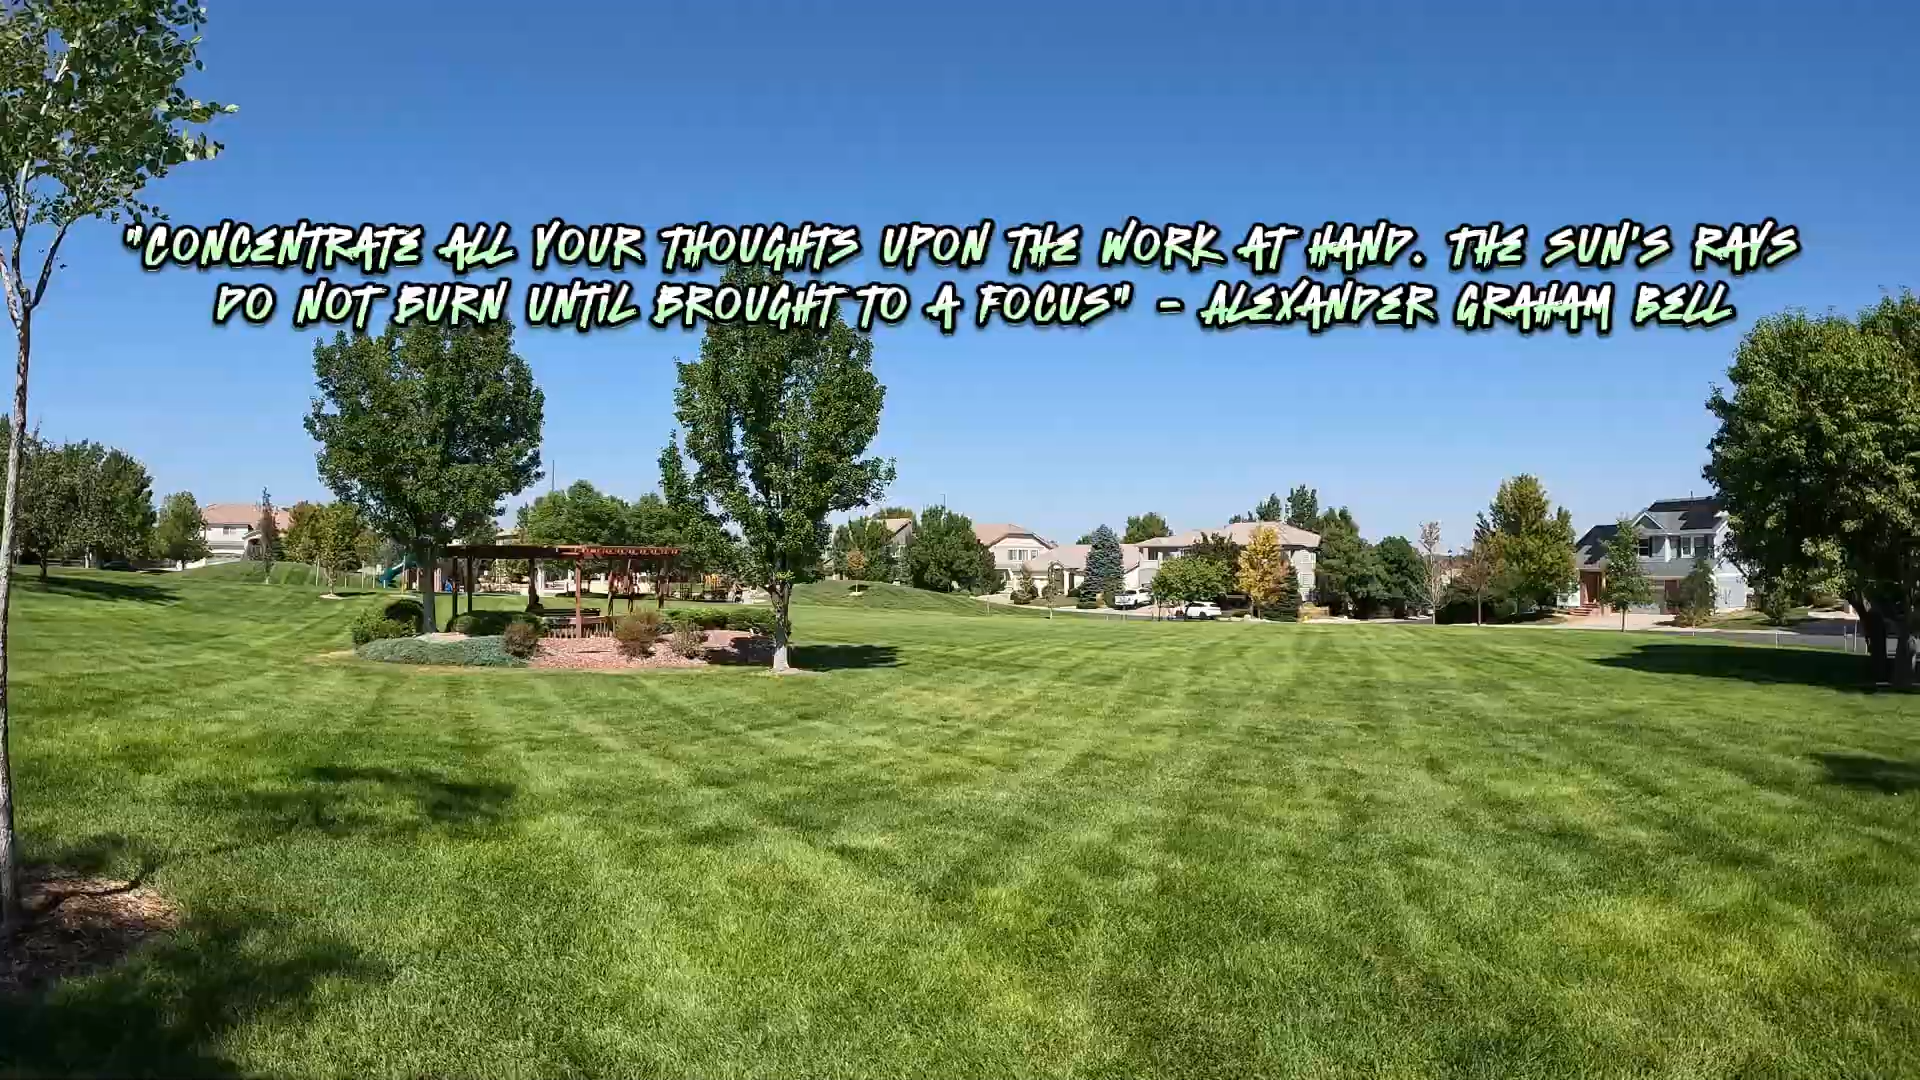 "CONCENTRATE ALL YOUR THOUGHTS UPON THE WORK AT HAND. THE SUN'S RAYS
DO NOT BURN UNTIL BROUGHT TO A FOCUS" - ALEXANDER GRAHAM BELL